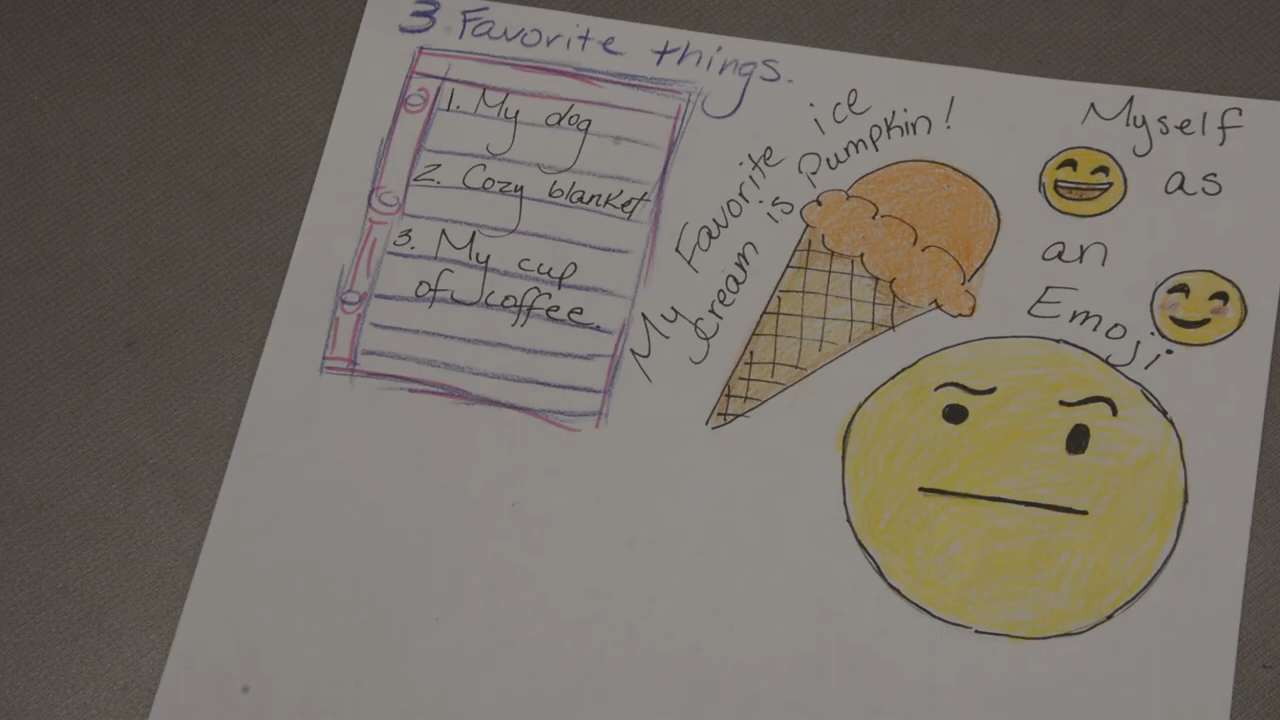 3 Favorite things.
1. My dog
2. Cozy blanket
3. My cup
of coffee.
My Favorite ice
cream is Pumpkin!
Myself
as
an
Emoji